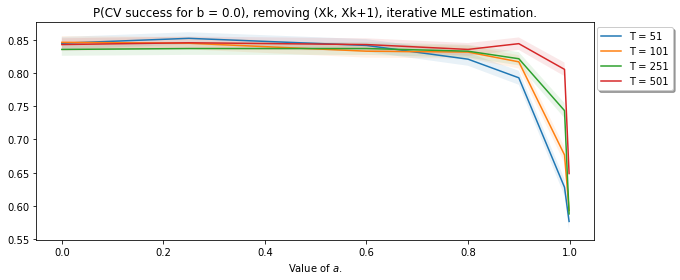 P(CV success for b = 0.0), removing (Xk, Xk+1), iterative MLE estimation.
0.85
0.80
0.75
0.70
0.65
0.60
0.55
0.0 0.2 0.4 0.6 0.8 1.0
Value of a.
T = 51
T = 101
T = 251
T = 501